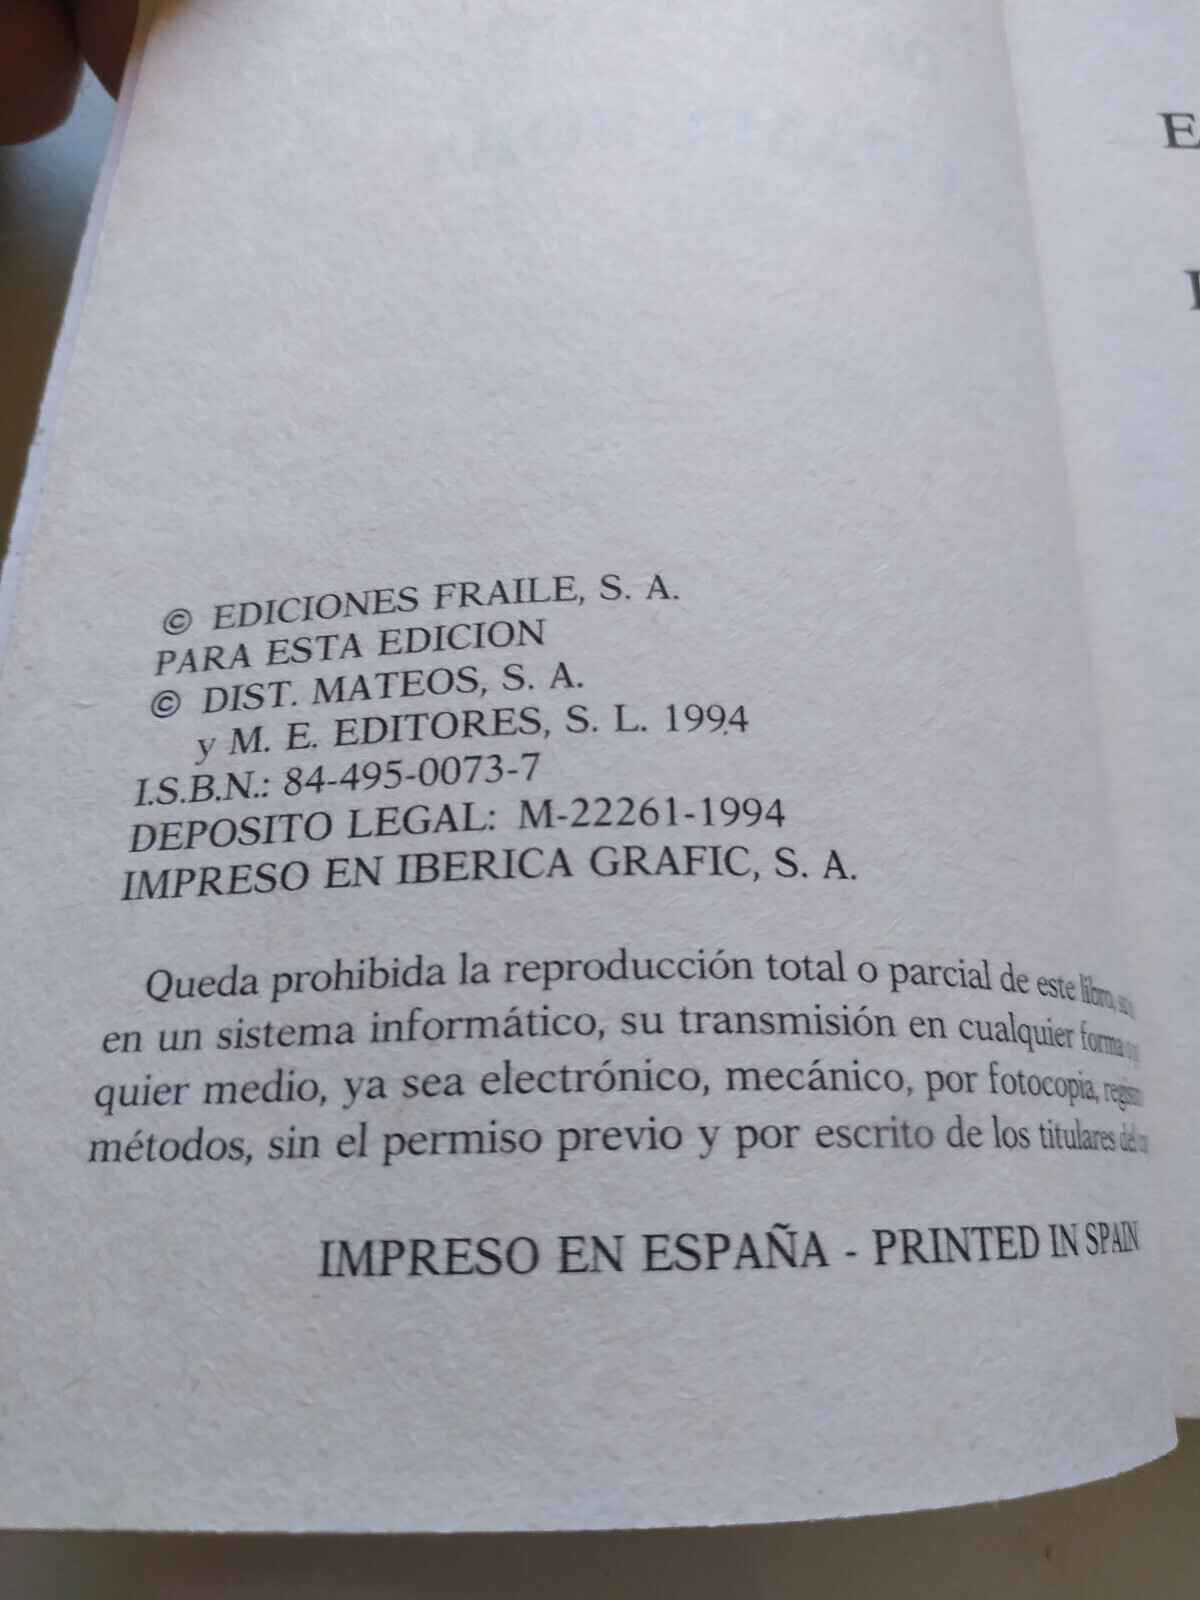 © EDICIONES FRAILE, S. A.
PARA ESTA EDICION
© DIST. MATEOS, S. A.
y M. E. EDITORES, S. L. 1994
I.S.B.N.: 84-495-0073-7
DEPOSITO LEGAL: M-22261-1994
IMPRESO EN IBERICA GRAFIC, S. A.
Queda prohibida la reproducción total o parcial de este libro,
en un sistema informático, su transmisión en cualquier forma
quier medio, ya sea electrónico, mecánico, por fotocopia,
métodos, sin el permiso previo y por escrito de los titulares del
IMPRESO EN ESPAÑA - PRINTED IN SPAIN
E